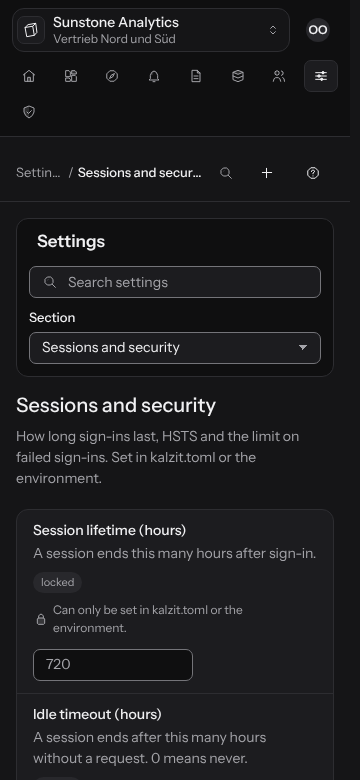 Sunstone Analytics
Vertrieb Nord und Süd
OO
Settin... / Sessions and secur...
Settings
Search settings
Section
Sessions and security
Sessions and security
How long sign-ins last, HSTS and the limit on
failed sign-ins. Set in kalzit.toml or the
environment.
Session lifetime (hours)
A session ends this many hours after sign-in.
locked
Can only be set in kalzit.toml or the
environment.
720
Idle timeout (hours)
A session ends after this many hours
without a request. 0 means never.